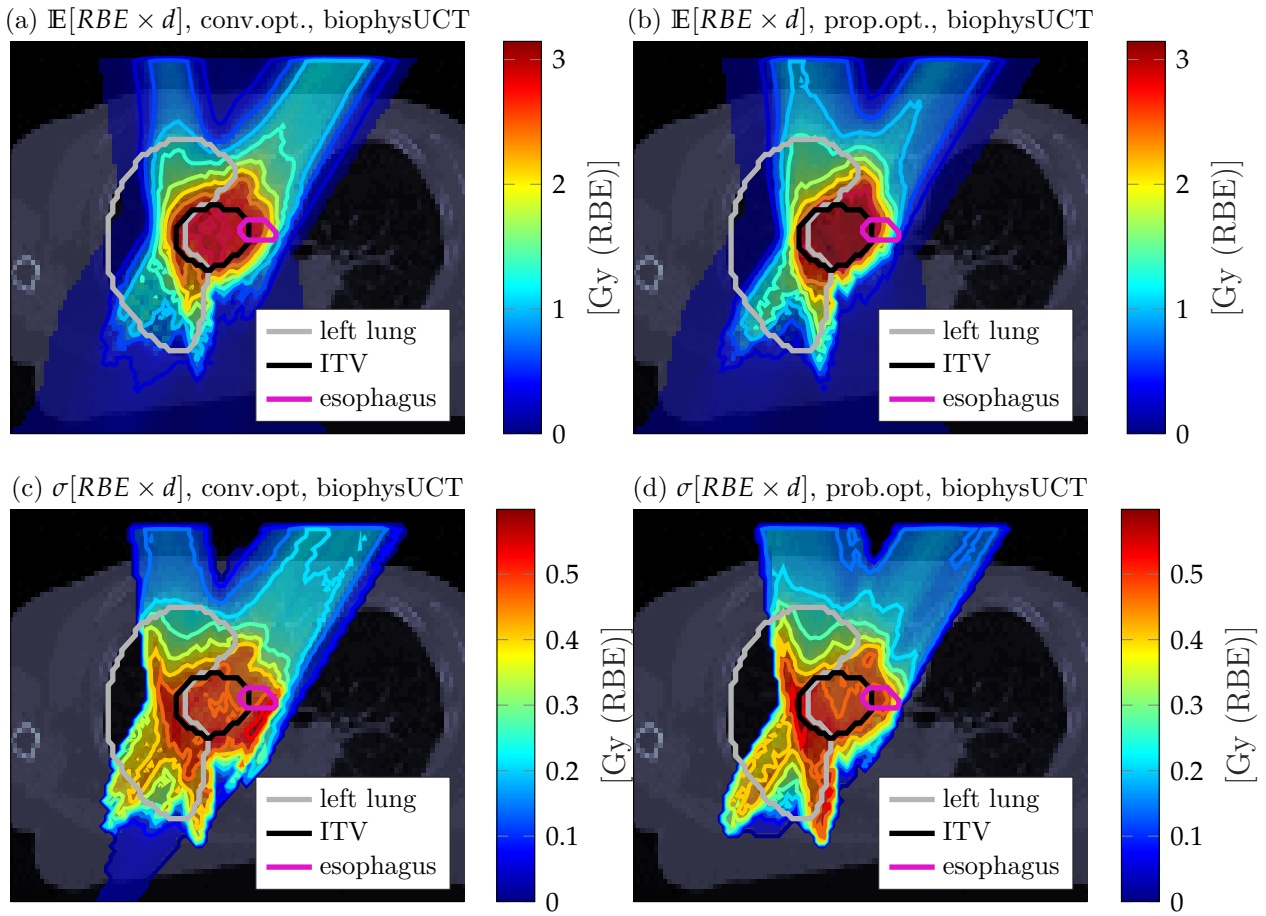 (a) 𝔼[RBE × d], conv.opt., biophysUCT
3
2
1
0
[Gy (RBE)]
left lung
ITV
esophagus
(b) 𝔼[RBE × d], prop.opt., biophysUCT
3
2
1
0
[Gy (RBE)]
left lung
ITV
esophagus
(c) σ[RBE × d], conv.opt, biophysUCT
0.5
0.4
0.3
0.2
0.1
0
[Gy (RBE)]
left lung
ITV
esophagus
(d) σ[RBE × d], prob.opt, biophysUCT
0.5
0.4
0.3
0.2
0.1
0
[Gy (RBE)]
left lung
ITV
esophagus